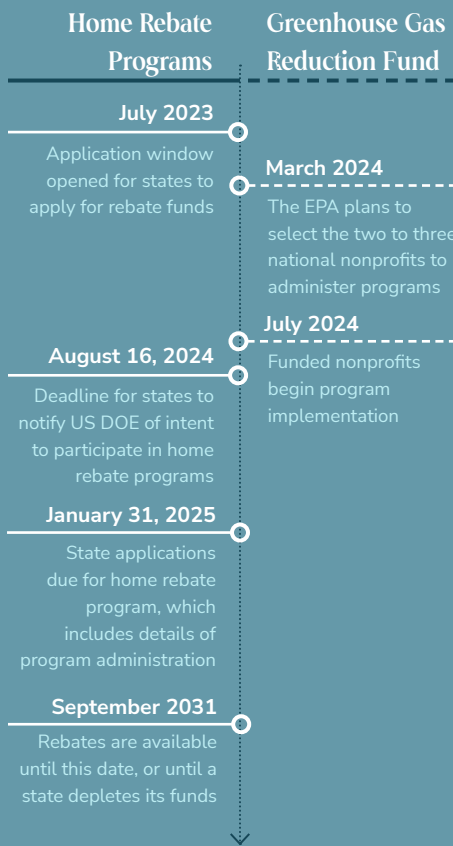 Home Rebate
Programs
July 2023
Application window
opened for states to
apply for rebate funds
August 16, 2024
Deadline for states to
notify US DOE of intent
to participate in home
rebate programs
January 31, 2025
State applications
due for home rebate
program, which
includes details of
program administration
September 2031
Rebates are available
until this date, or until a
state depletes its funds
Greenhouse Gas
Reduction Fund
March 2024
The EPA plans to
select the two to three
national nonprofits to
administer programs
July 2024
Funded nonprofits
begin program
implementation